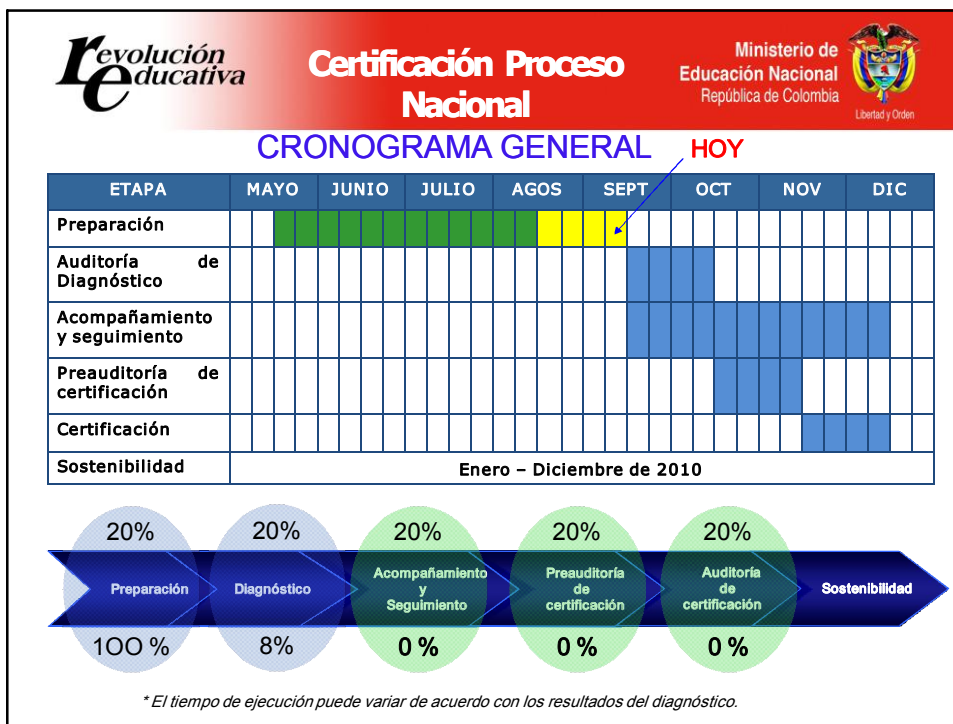 revolución
educativa
Certificación Proceso
Nacional
Ministerio de
Educación Nacional
República de Colombia
Libertad y Orden
CRONOGRAMA GENERAL
HOY
ETAPA MAYO JUNIO JULIO AGOS SEPT OCT NOV DIC
Preparación
Auditoría de
Diagnóstico
Acompañamiento
y seguimiento
Preauditoría de
certificación
Certificación
Sostenibilidad Enero – Diciembre de 2010
20% 20% 20% 20% 20%
Preparación
Diagnóstico
Acompañamiento
y
Seguimiento
Preauditoría
de
certificación
Auditoría
de
certificación
Sostenibilidad
1OO % 8% 0 % 0 % 0 %
* El tiempo de ejecución puede variar de acuerdo con los resultados del diagnóstico.